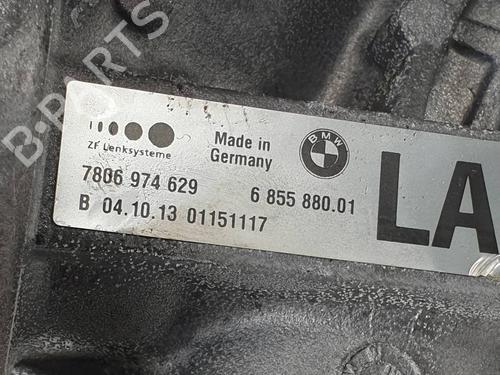 B-PARTS
ZF Lenksysteme
Made in
Germany
BMW
LA
7806 974 629
6 855 880.01
B 04.10.13 01151117